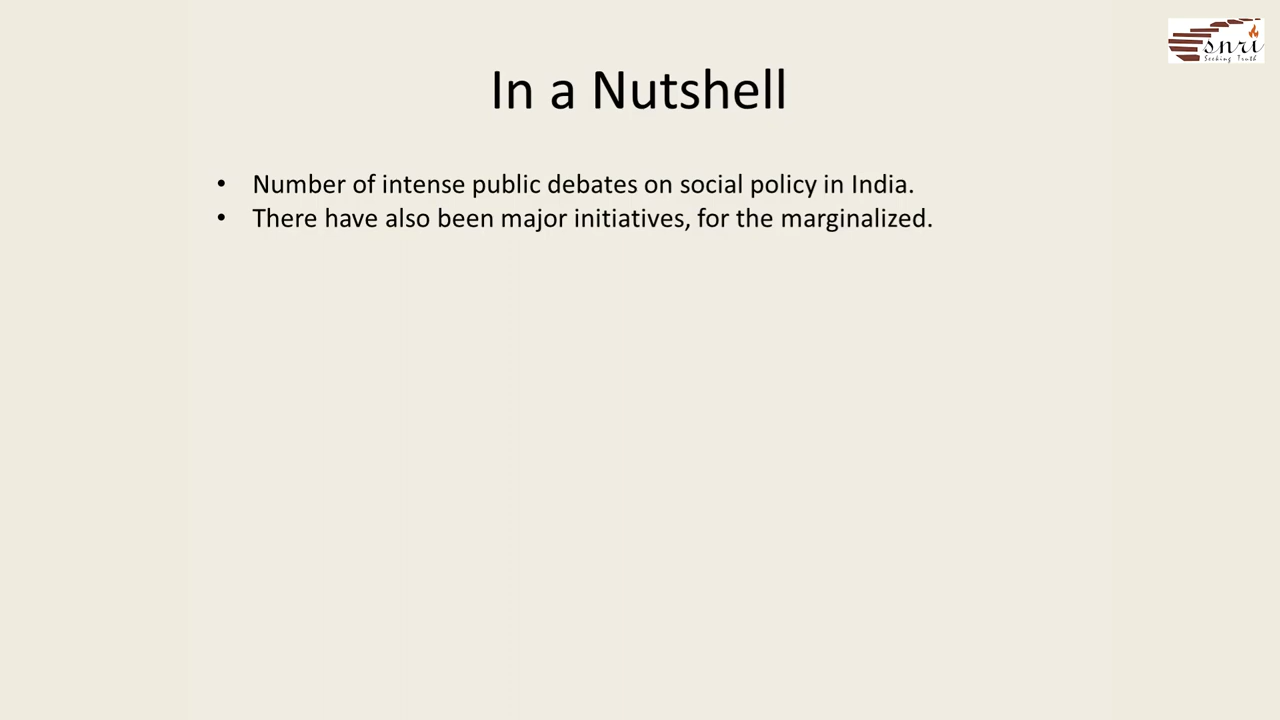 snri
Seeking Truth
In a Nutshell
• Number of intense public debates on social policy in India.
• There have also been major initiatives, for the marginalized.